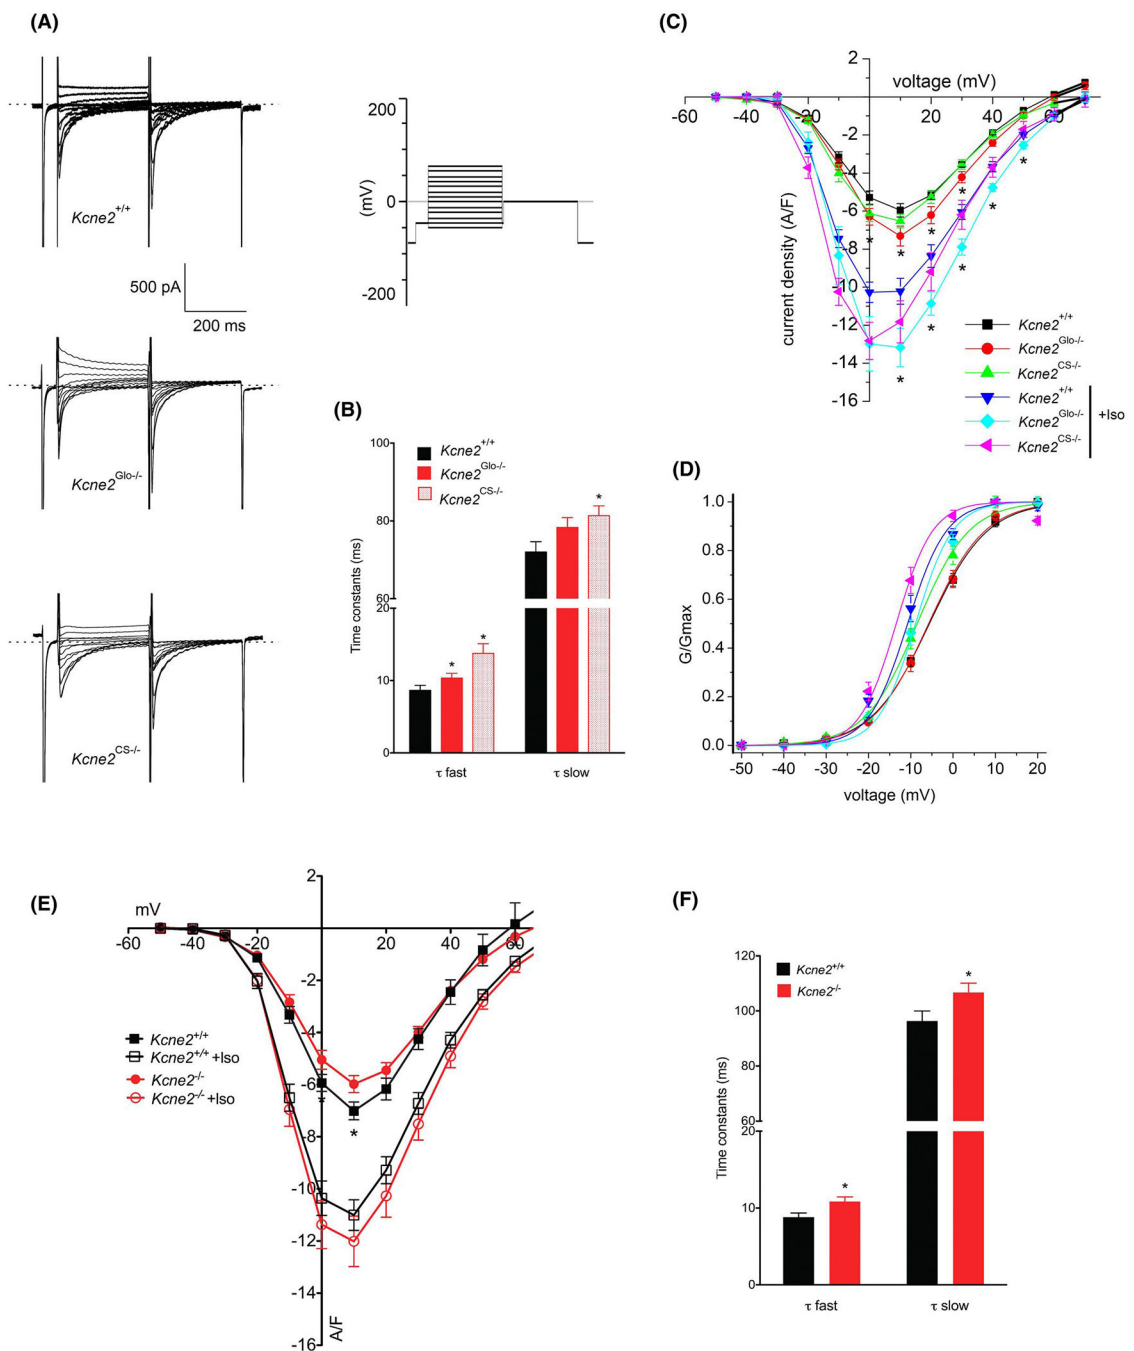 (A)
Kcne2+/+
500 pA
200 ms
Kcne2Glo-/-
Kcne2CS-/-
200
100
0
-100
-200
(mV)
(B)
100
80
60
20
10
0
Time constants (ms)
Kcne2+/+
Kcne2Glo-/-
Kcne2CS-/-
*
*
*
τ fast
τ slow
(C)
2
voltage (mV)
-60 -40 -20 20 40 60
-2
-4
-6
-8
-10
-12
-14
-16
current density (A/F)
* * * * * * *
*
Kcne2+/+
Kcne2Glo-/-
Kcne2CS-/-
Kcne2+/+
Kcne2Glo-/-
Kcne2CS-/-
+Iso
(D)
1.0
0.8
0.6
0.4
0.2
0.0
G/Gmax
-50 -40 -30 -20 -10 0 10 20
voltage (mV)
(E)
2
mV
-60 -40 -20 20 40 60
-2
-4
-6
-8
-10
-12
-14
-16
A/F
*
*
Kcne2+/+
Kcne2+/+ +Iso
Kcne2-/-
Kcne2-/- +Iso
(F)
120
100
80
60
20
10
0
Time constants (ms)
Kcne2+/+
Kcne2-/-
*
*
τ fast
τ slow